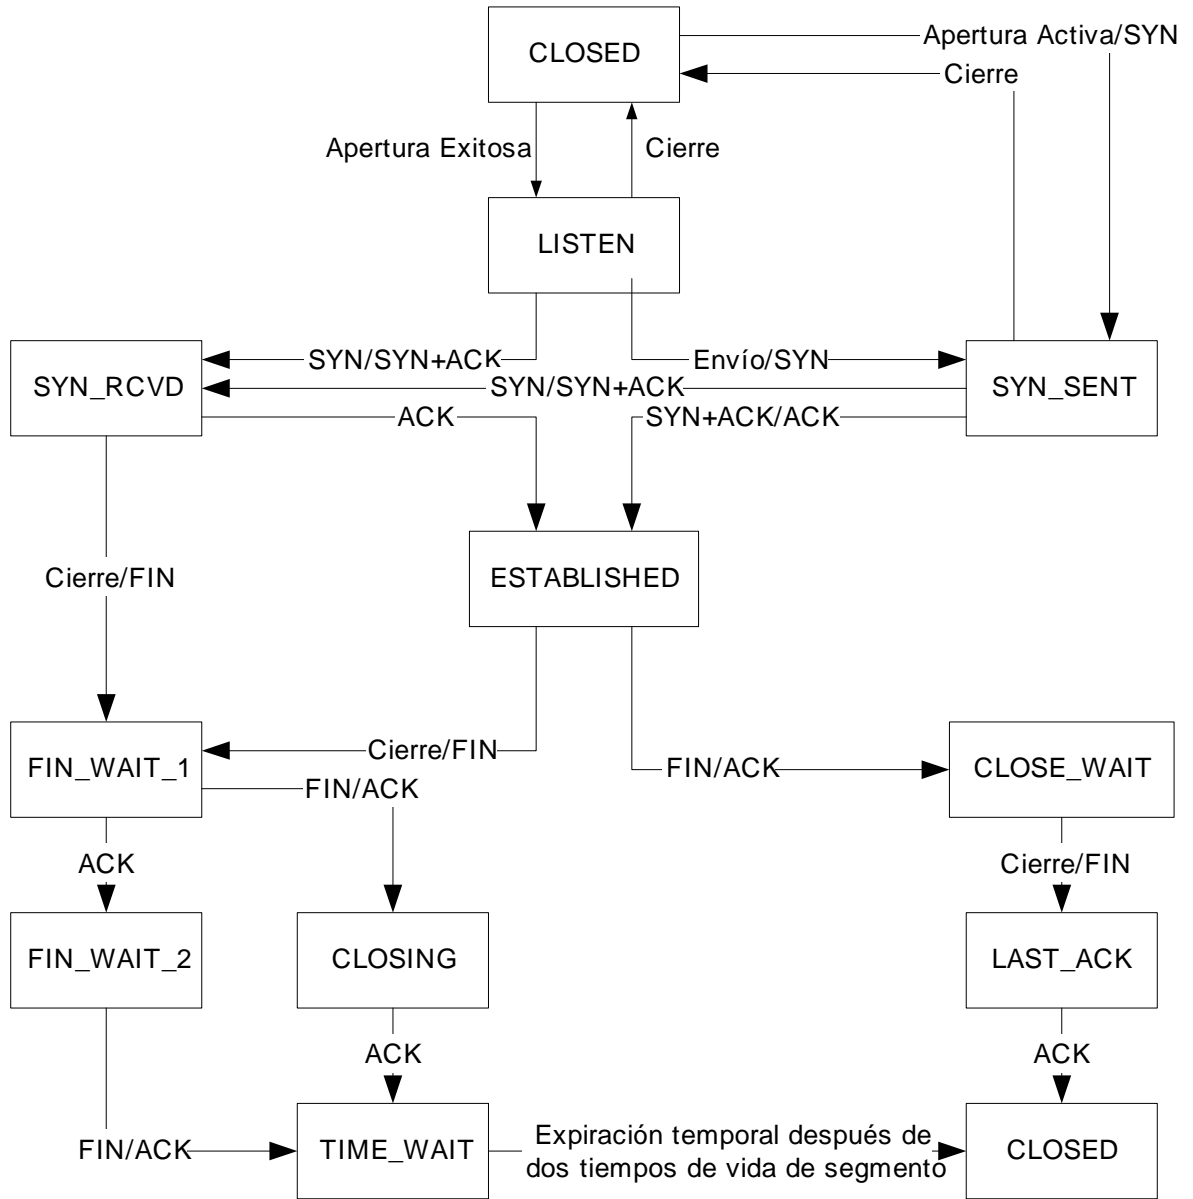 Apertura Activa/SYN
CLOSED
Cierre
Apertura Exitosa
Cierre
LISTEN
SYN/SYN+ACK
Envío/SYN
SYN_RCVD
SYN/SYN+ACK
SYN_SENT
ACK
SYN+ACK/ACK
Cierre/FIN
ESTABLISHED
Cierre/FIN
FIN_WAIT_1
FIN/ACK
CLOSE_WAIT
FIN/ACK
ACK
Cierre/FIN
FIN_WAIT_2
CLOSING
LAST_ACK
ACK
ACK
FIN/ACK
TIME_WAIT
Expiración temporal después de
dos tiempos de vida de segmento
CLOSED